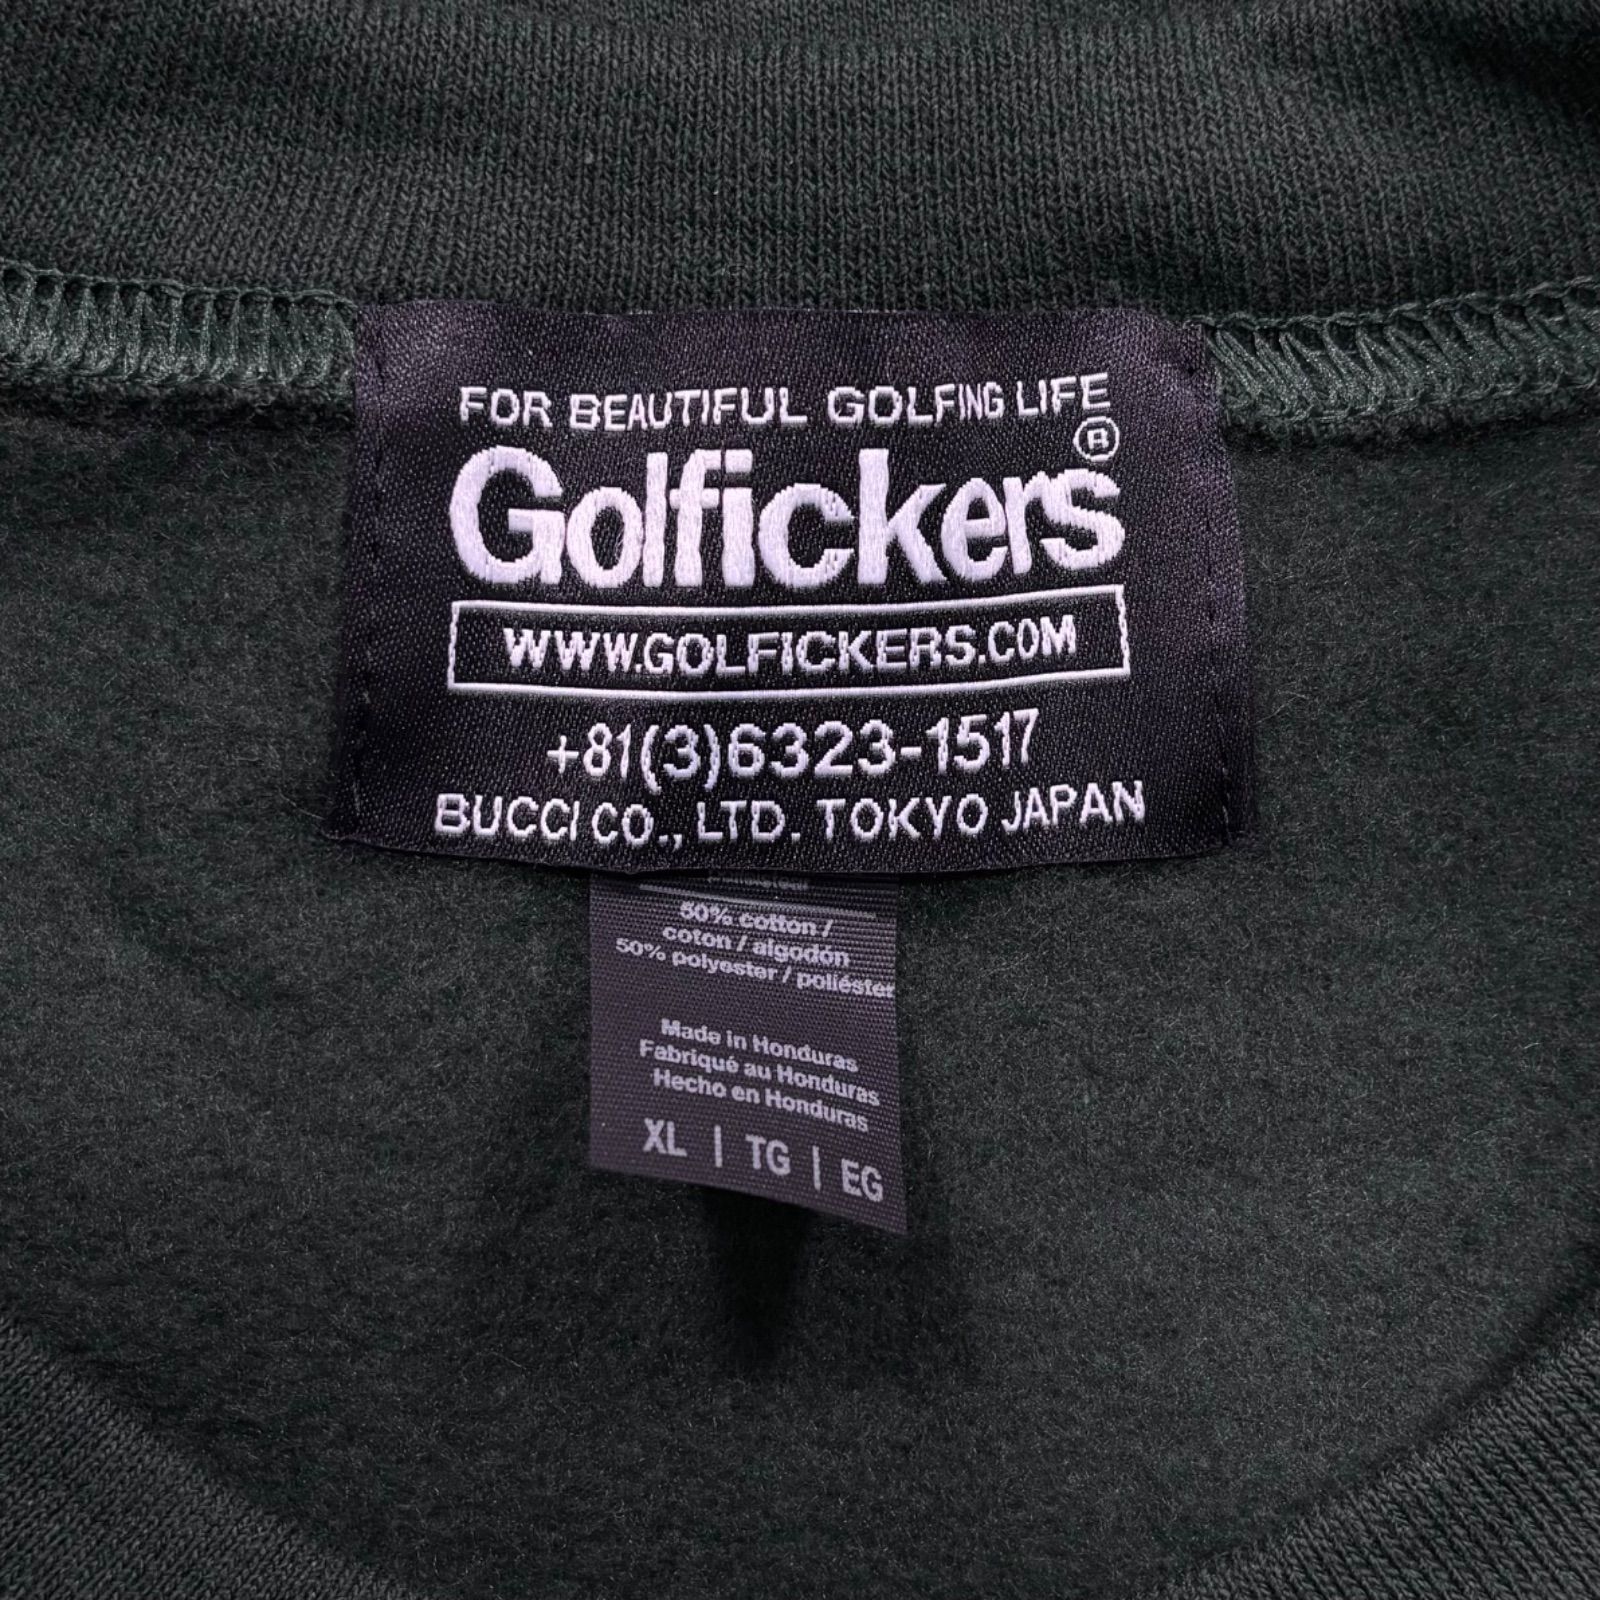 FOR BEAUTIFUL GOLFING LIFE
Golfickers®
WWW.GOLFICKERS.COM
+81(3)6323-1517
BUCCI CO., LTD. TOKYO JAPAN
50% cotton /
coton / algodón
50% polyester / poliéster
Made in Honduras
Fabriqué au Honduras
Hecho en Honduras
XL | TG | EG